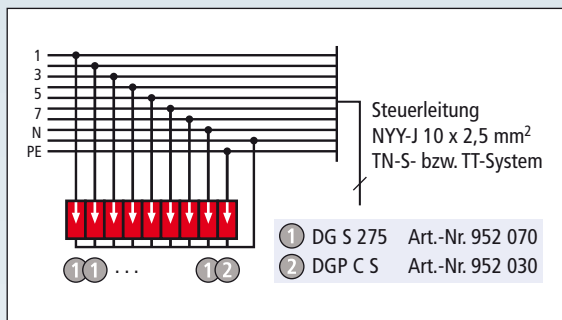 1
3
5
7
N
PE
Steuerleitung
NYY-J 10 x 2,5 mm²
TN-S- bzw. TT-System
1 DG S 275 Art.-Nr. 952 070
2 DGP C S Art.-Nr. 952 030
1 1 . . . 1 2